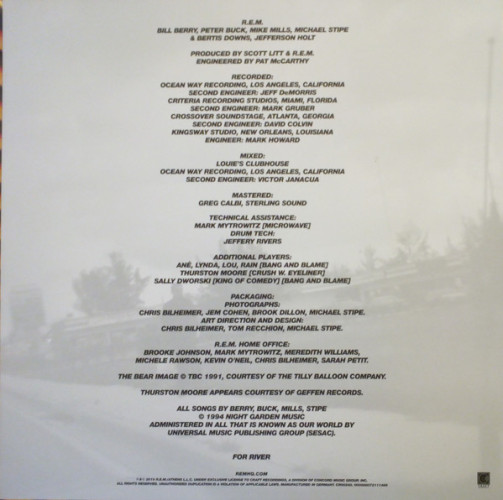 R.E.M.
BILL BERRY, PETER BUCK, MIKE MILLS, MICHAEL STIPE
& BERTIS DOWNS, JEFFERSON HOLT
PRODUCED BY SCOTT LITT & R.E.M.
ENGINEERED BY PAT McCARTHY
RECORDED:
OCEAN WAY RECORDING, LOS ANGELES, CALIFORNIA
SECOND ENGINEER: JEFF DeMORRIS
CRITERIA RECORDING STUDIOS, MIAMI, FLORIDA
SECOND ENGINEER: MARK GRUBER
CROSSOVER SOUNDSTAGE, ATLANTA, GEORGIA
SECOND ENGINEER: DAVID COLVIN
KINGSWAY STUDIO, NEW ORLEANS, LOUISIANA
ENGINEER: MARK HOWARD
MIXED:
LOUIE'S CLUBHOUSE
OCEAN WAY RECORDING, LOS ANGELES, CALIFORNIA
SECOND ENGINEER: VICTOR JANACUA
MASTERED:
GREG CALBI, STERLING SOUND
TECHNICAL ASSISTANCE:
MARK MYTROWITZ [MICROWAVE]
DRUM TECH:
JEFFERY RIVERS
ADDITIONAL PLAYERS:
ANÉ, LYNDA, LOU, RAIN [BANG AND BLAME]
THURSTON MOORE [CRUSH W. EYELINER]
SALLY DWORSKI [KING OF COMEDY] [BANG AND BLAME]
PACKAGING:
PHOTOGRAPHS:
CHRIS BILHEIMER, JEM COHEN, BROOK DILLON, MICHAEL STIPE.
ART DIRECTION AND DESIGN:
CHRIS BILHEIMER, TOM RECCHION, MICHAEL STIPE.
R.E.M. HOME OFFICE:
BROOKE JOHNSON, MARK MYTROWITZ, MEREDITH WILLIAMS,
MICHELE RAWSON, KEVIN O'NEIL, CHRIS BILHEIMER, SARAH PETIT.
THE BEAR IMAGE © TBC 1991, COURTESY OF THE TILLY BALLOON COMPANY.
THURSTON MOORE APPEARS COURTESY OF GEFFEN RECORDS.
ALL SONGS BY BERRY, BUCK, MILLS, STIPE
© 1994 NIGHT GARDEN MUSIC
ADMINISTERED IN ALL THAT IS KNOWN AS OUR WORLD BY
UNIVERSAL MUSIC PUBLISHING GROUP (SESAC).
FOR RIVER
REMHQ.COM